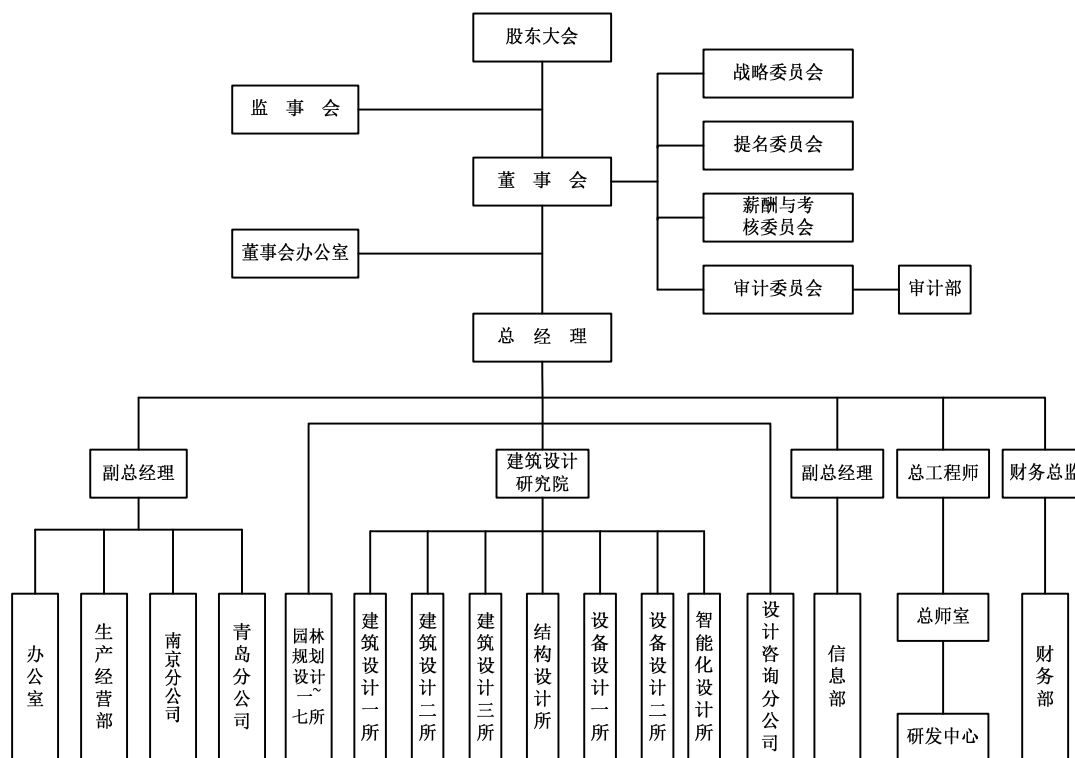 股东大会
战略委员会
监 事 会
提名委员会
董 事 会
薪酬与考
核委员会
董事会办公室
审计委员会
审计部
总 经 理
副总经理
建筑设计
研究院
副总经理
总工程师
财务总监
办公室
生产经营部
南京分公司
青岛分公司
园林规划设计一~七所
建筑设计一所
建筑设计二所
建筑设计三所
结构设计所
设备设计一所
设备设计二所
智能化设计所
设计咨询分公司
信息部
总师室
研发中心
财务部